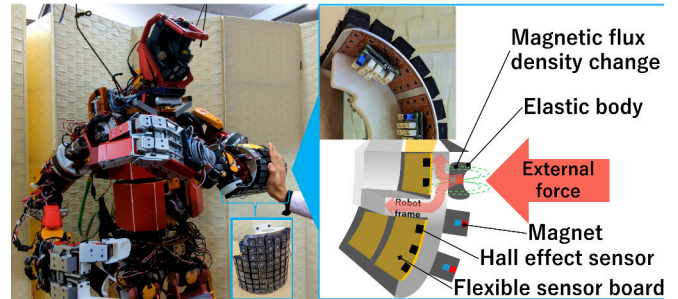 Magnetic flux
density change
Elastic body
External
force
Robot
frame
Magnet
Hall effect sensor
Flexible sensor board